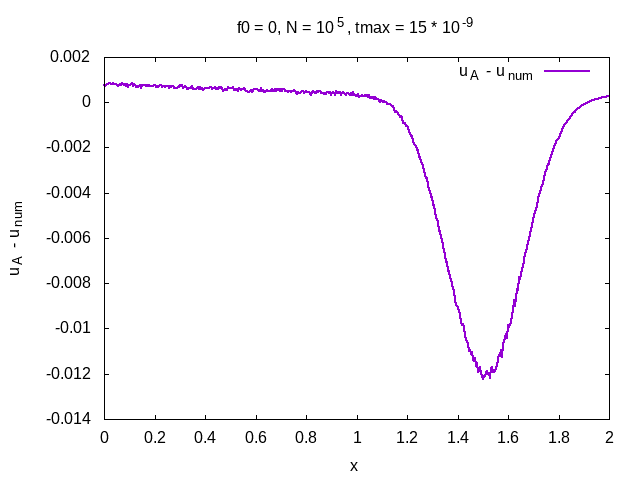 f0 = 0, N = 10^5, tmax = 15 * 10^-9
u_A - u_num
0.002
0
-0.002
-0.004
-0.006
-0.008
-0.01
-0.012
-0.014
u_A - u_num
0 0.2 0.4 0.6 0.8 1 1.2 1.4 1.6 1.8 2
x